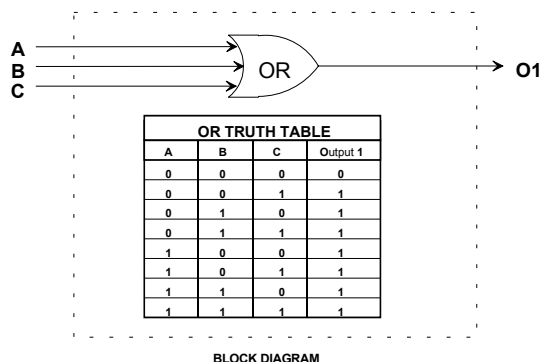 A
B
C
OR
O1
OR TRUTH TABLE
A B C Output 1
0 0 0 0
0 0 1 1
0 1 0 1
0 1 1 1
1 0 0 1
1 0 1 1
1 1 0 1
1 1 1 1
BLOCK DIAGRAM